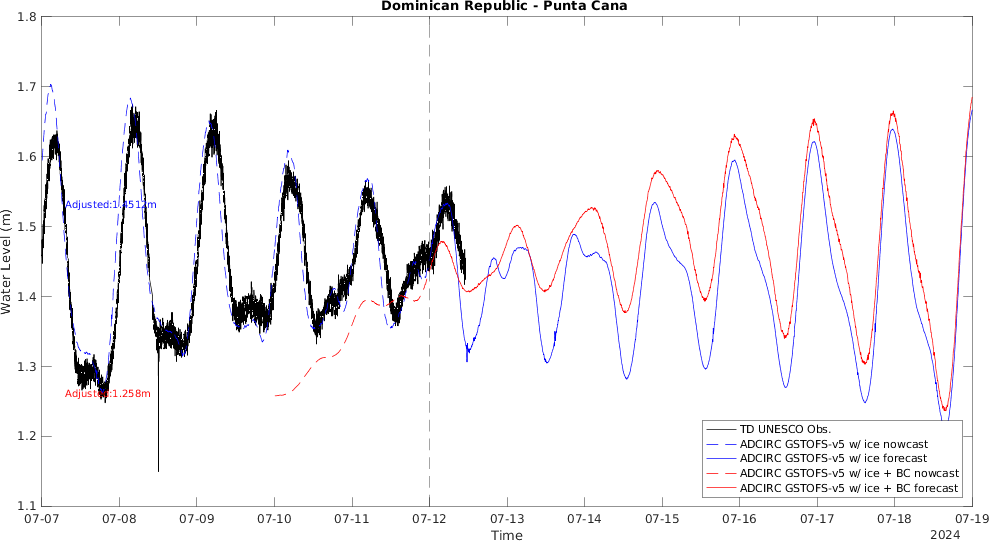 Dominican Republic - Punta Cana
1.8
1.7
1.6
1.5
1.4
1.3
1.2
1.1
Water Level (m)
Adjusted:1.4512m
Adjusted:1.258m
TD UNESCO Obs.
ADCIRC GSTOFS-v5 w/ ice nowcast
ADCIRC GSTOFS-v5 w/ ice forecast
ADCIRC GSTOFS-v5 w/ ice + BC nowcast
ADCIRC GSTOFS-v5 w/ ice + BC forecast
07-07 07-08 07-09 07-10 07-11 07-12 07-13 07-14 07-15 07-16 07-17 07-18 07-19
Time
2024